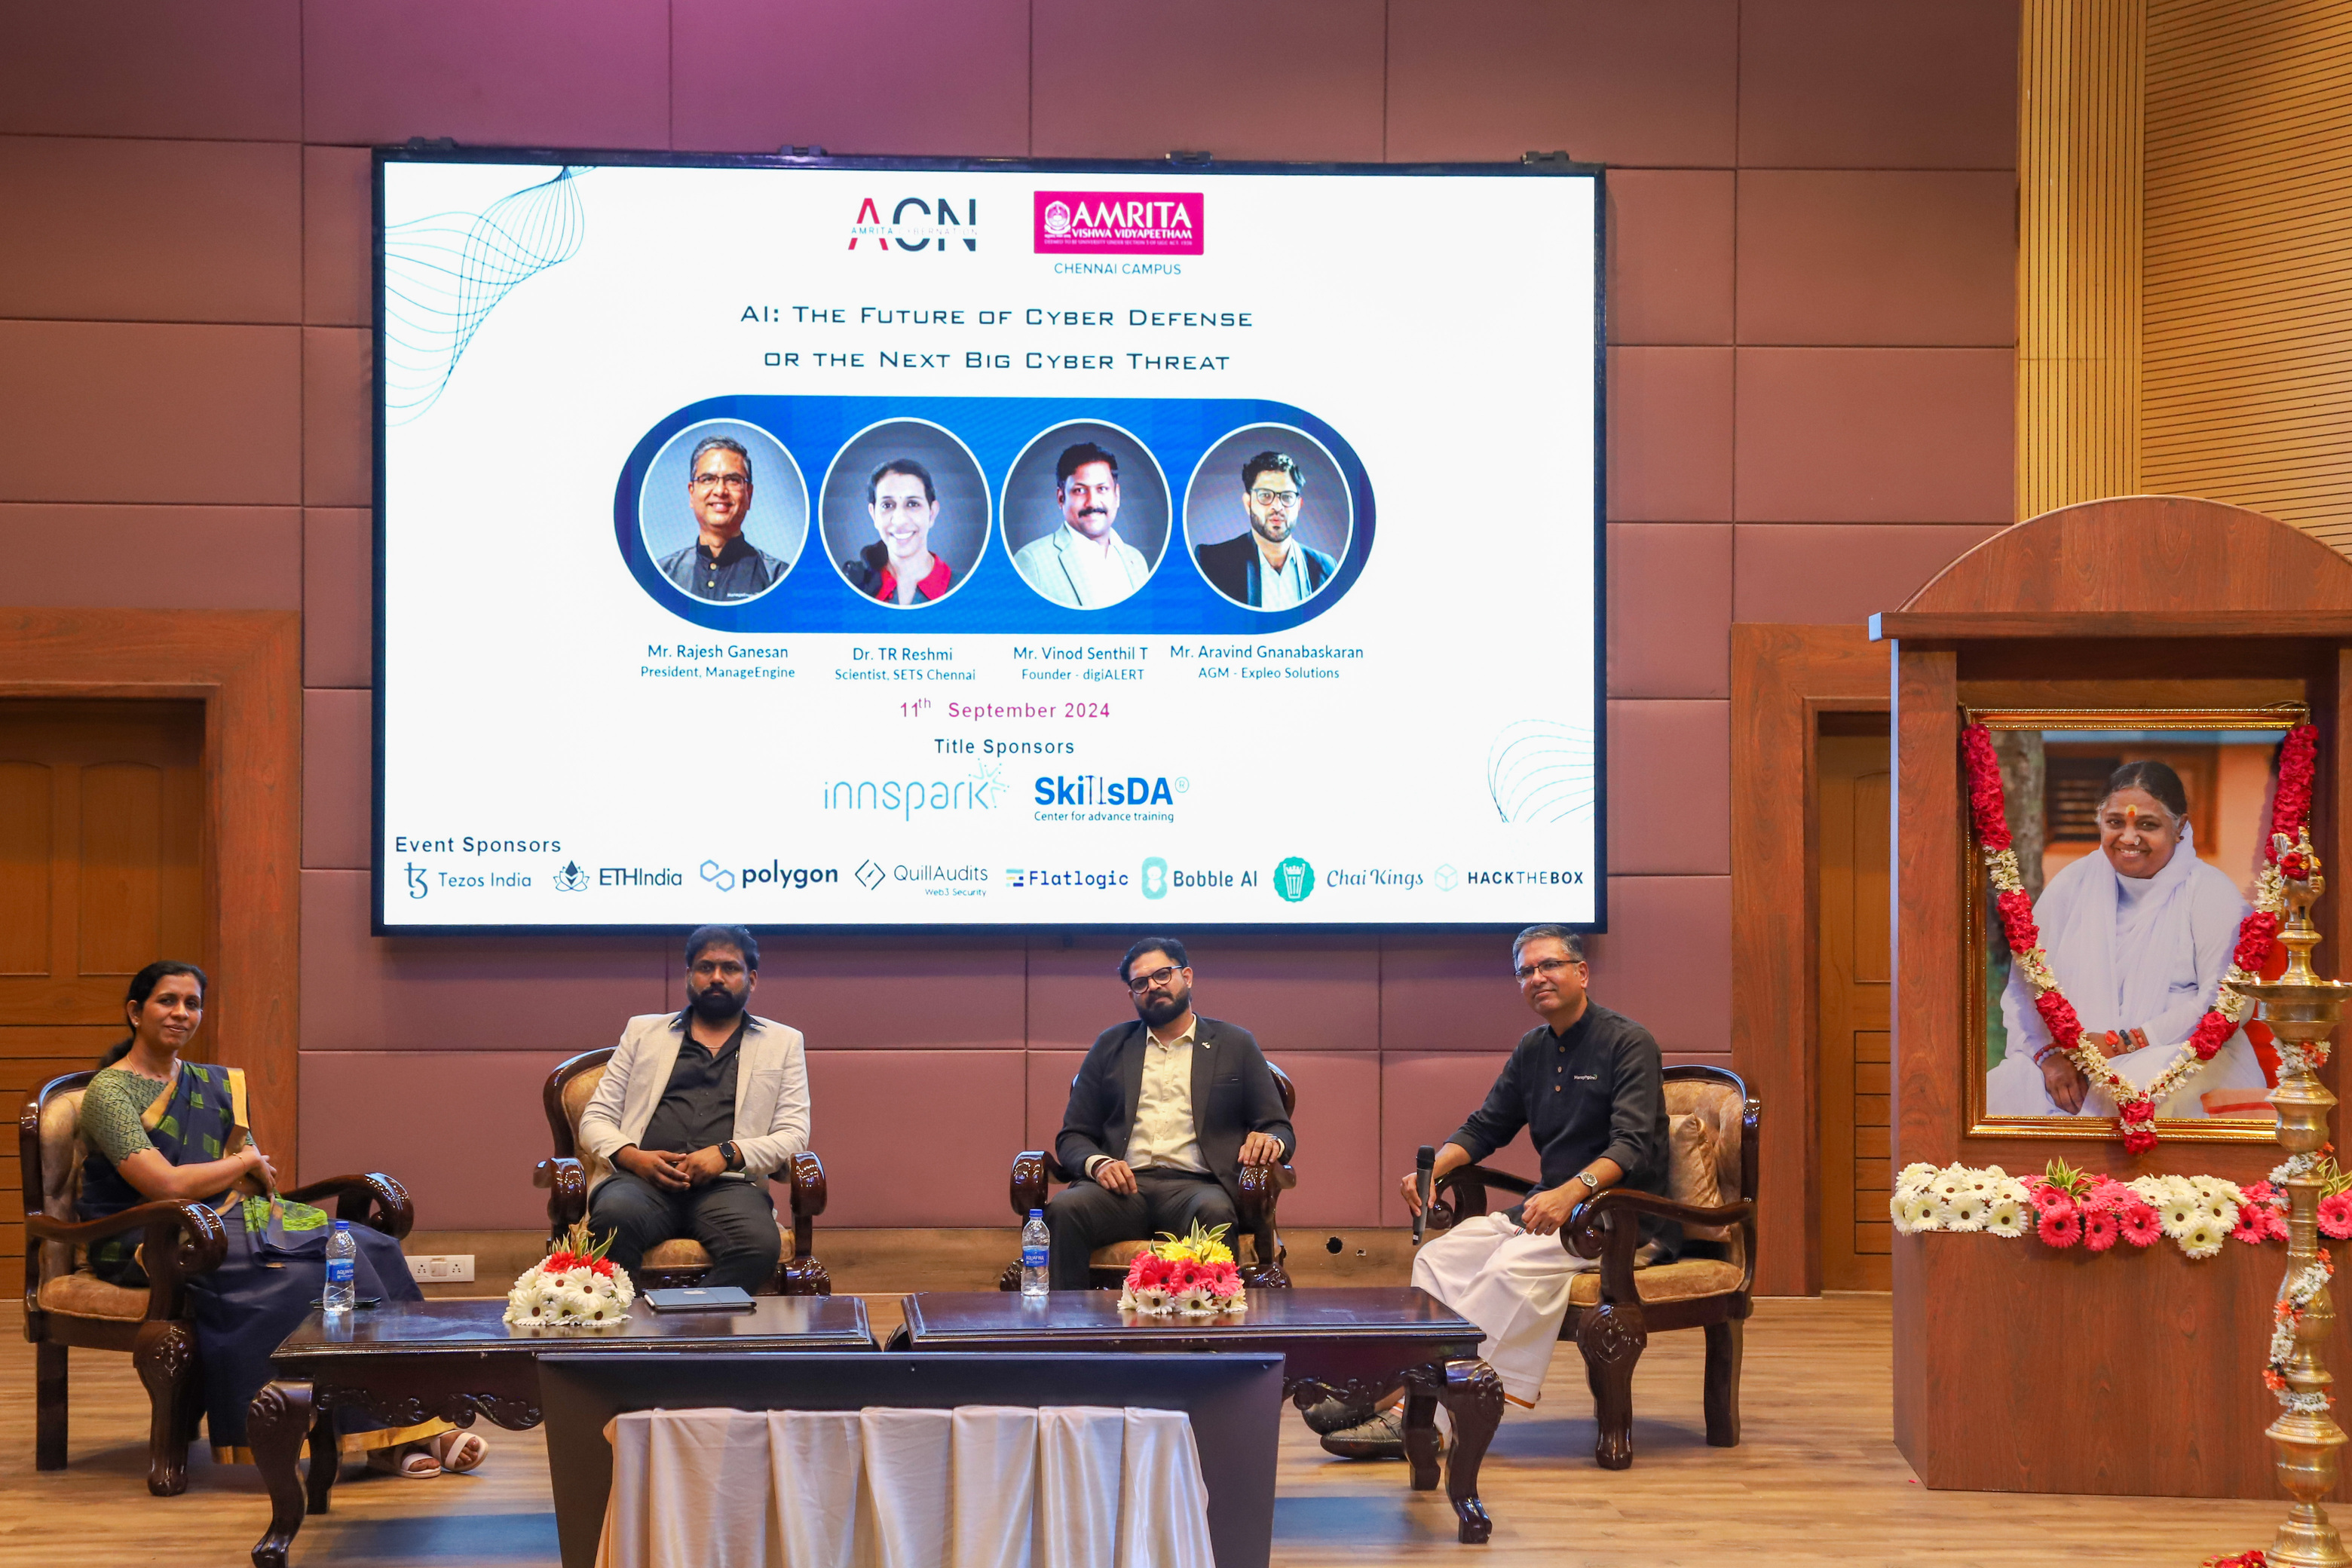 ACN
AMRITA CYBERNATION
AMRITA
VISHWA VIDYAPEETHAM
CHENNAI CAMPUS
AI: THE FUTURE OF CYBER DEFENSE
OR THE NEXT BIG CYBER THREAT
Mr. Rajesh Ganesan
President, ManageEngine
Dr. TR Reshmi
Scientist, SETS Chennai
Mr. Vinod Senthil T
Founder - digiALERT
Mr. Aravind Gnanabaskaran
AGM - Expleo Solutions
11th September 2024
Title Sponsors
innspark
SkillsDA®
Center for advance training
Event Sponsors
Tezos India
ETHIndia
polygon
QuillAudits
Web3 Security
Flatlogic
Bobble AI
Chai Kings
HACKTHEBOX